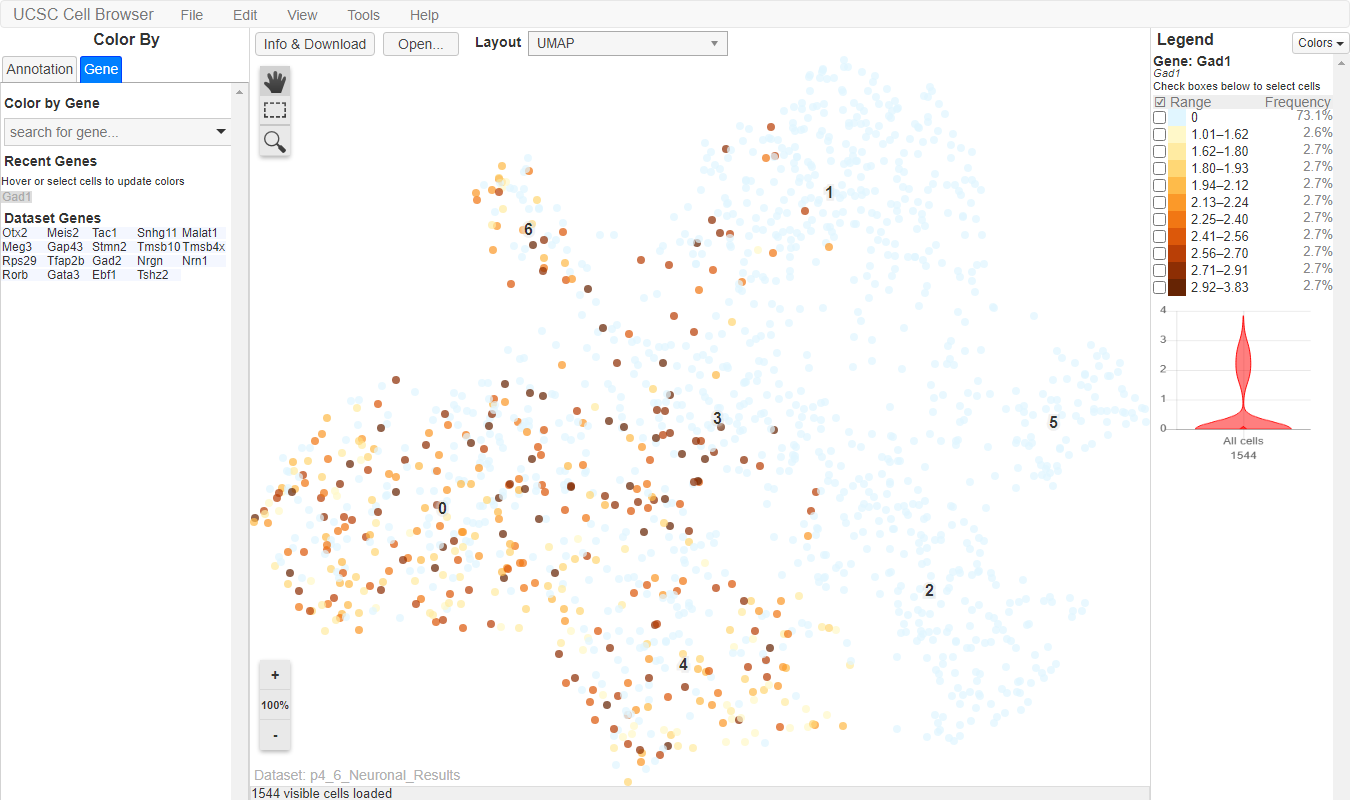 UCSC Cell Browser File Edit View Tools Help
Color By
Annotation Gene
Color by Gene
search for gene...
Recent Genes
Hover or select cells to update colors
Gad1
Dataset Genes
Otx2 Meis2 Tac1 Snhg11 Malat1
Meg3 Gap43 Stmn2 Tmsb10 Tmsb4x
Rps29 Tfap2b Gad2 Nrgn Nrn1
Rorb Gata3 Ebf1 Tshz2
Info & Download Open... Layout UMAP
1
6
3
5
0
2
4
+
100%
-
Dataset: p4_6_Neuronal_Results
1544 visible cells loaded
Legend Colors
Gene: Gad1
Gad1
Check boxes below to select cells
Range Frequency
0 73.1%
1.01–1.62 2.6%
1.62–1.80 2.7%
1.80–1.93 2.7%
1.94–2.12 2.7%
2.13–2.24 2.7%
2.25–2.40 2.7%
2.41–2.56 2.7%
2.56–2.70 2.7%
2.71–2.91 2.7%
2.92–3.83 2.7%
4
3
2
1
0
All cells
1544